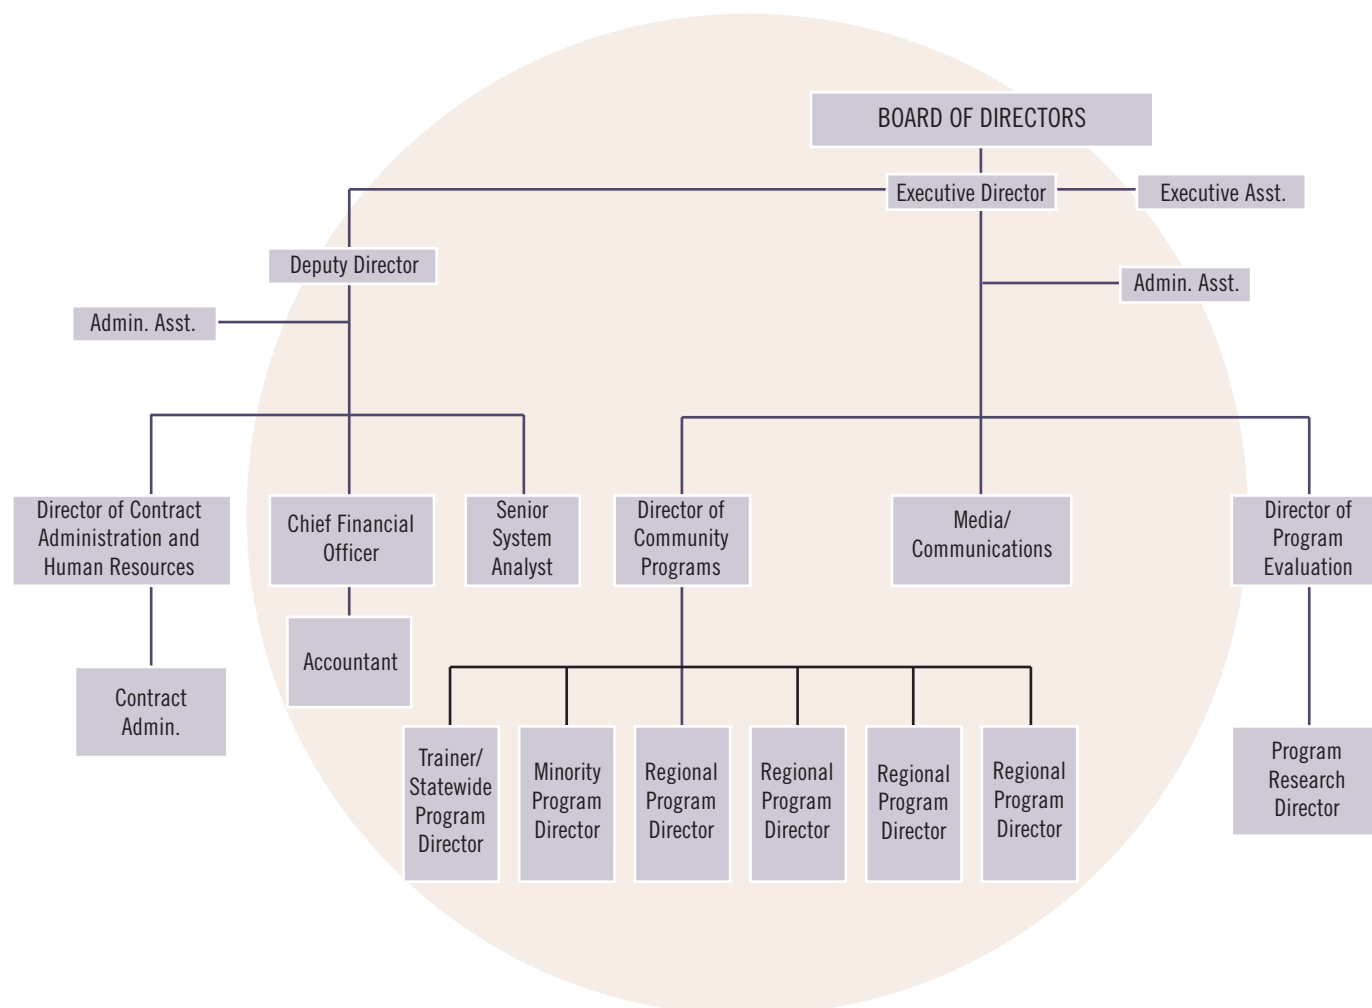 BOARD OF DIRECTORS
Executive Director
Executive Asst.
Deputy Director
Admin. Asst.
Admin. Asst.
Director of Contract
Administration and
Human Resources
Chief Financial
Officer
Senior
System
Analyst
Director of
Community
Programs
Media/
Communications
Director of
Program
Evaluation
Accountant
Contract
Admin.
Trainer/
Statewide
Program
Director
Minority
Program
Director
Regional
Program
Director
Regional
Program
Director
Regional
Program
Director
Regional
Program
Director
Program
Research
Director